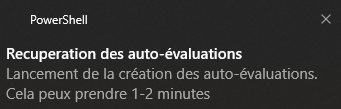 PowerShell
Recuperation des auto-évaluations
Lancement de la création des auto-évaluations.
Cela peux prendre 1-2 minutes